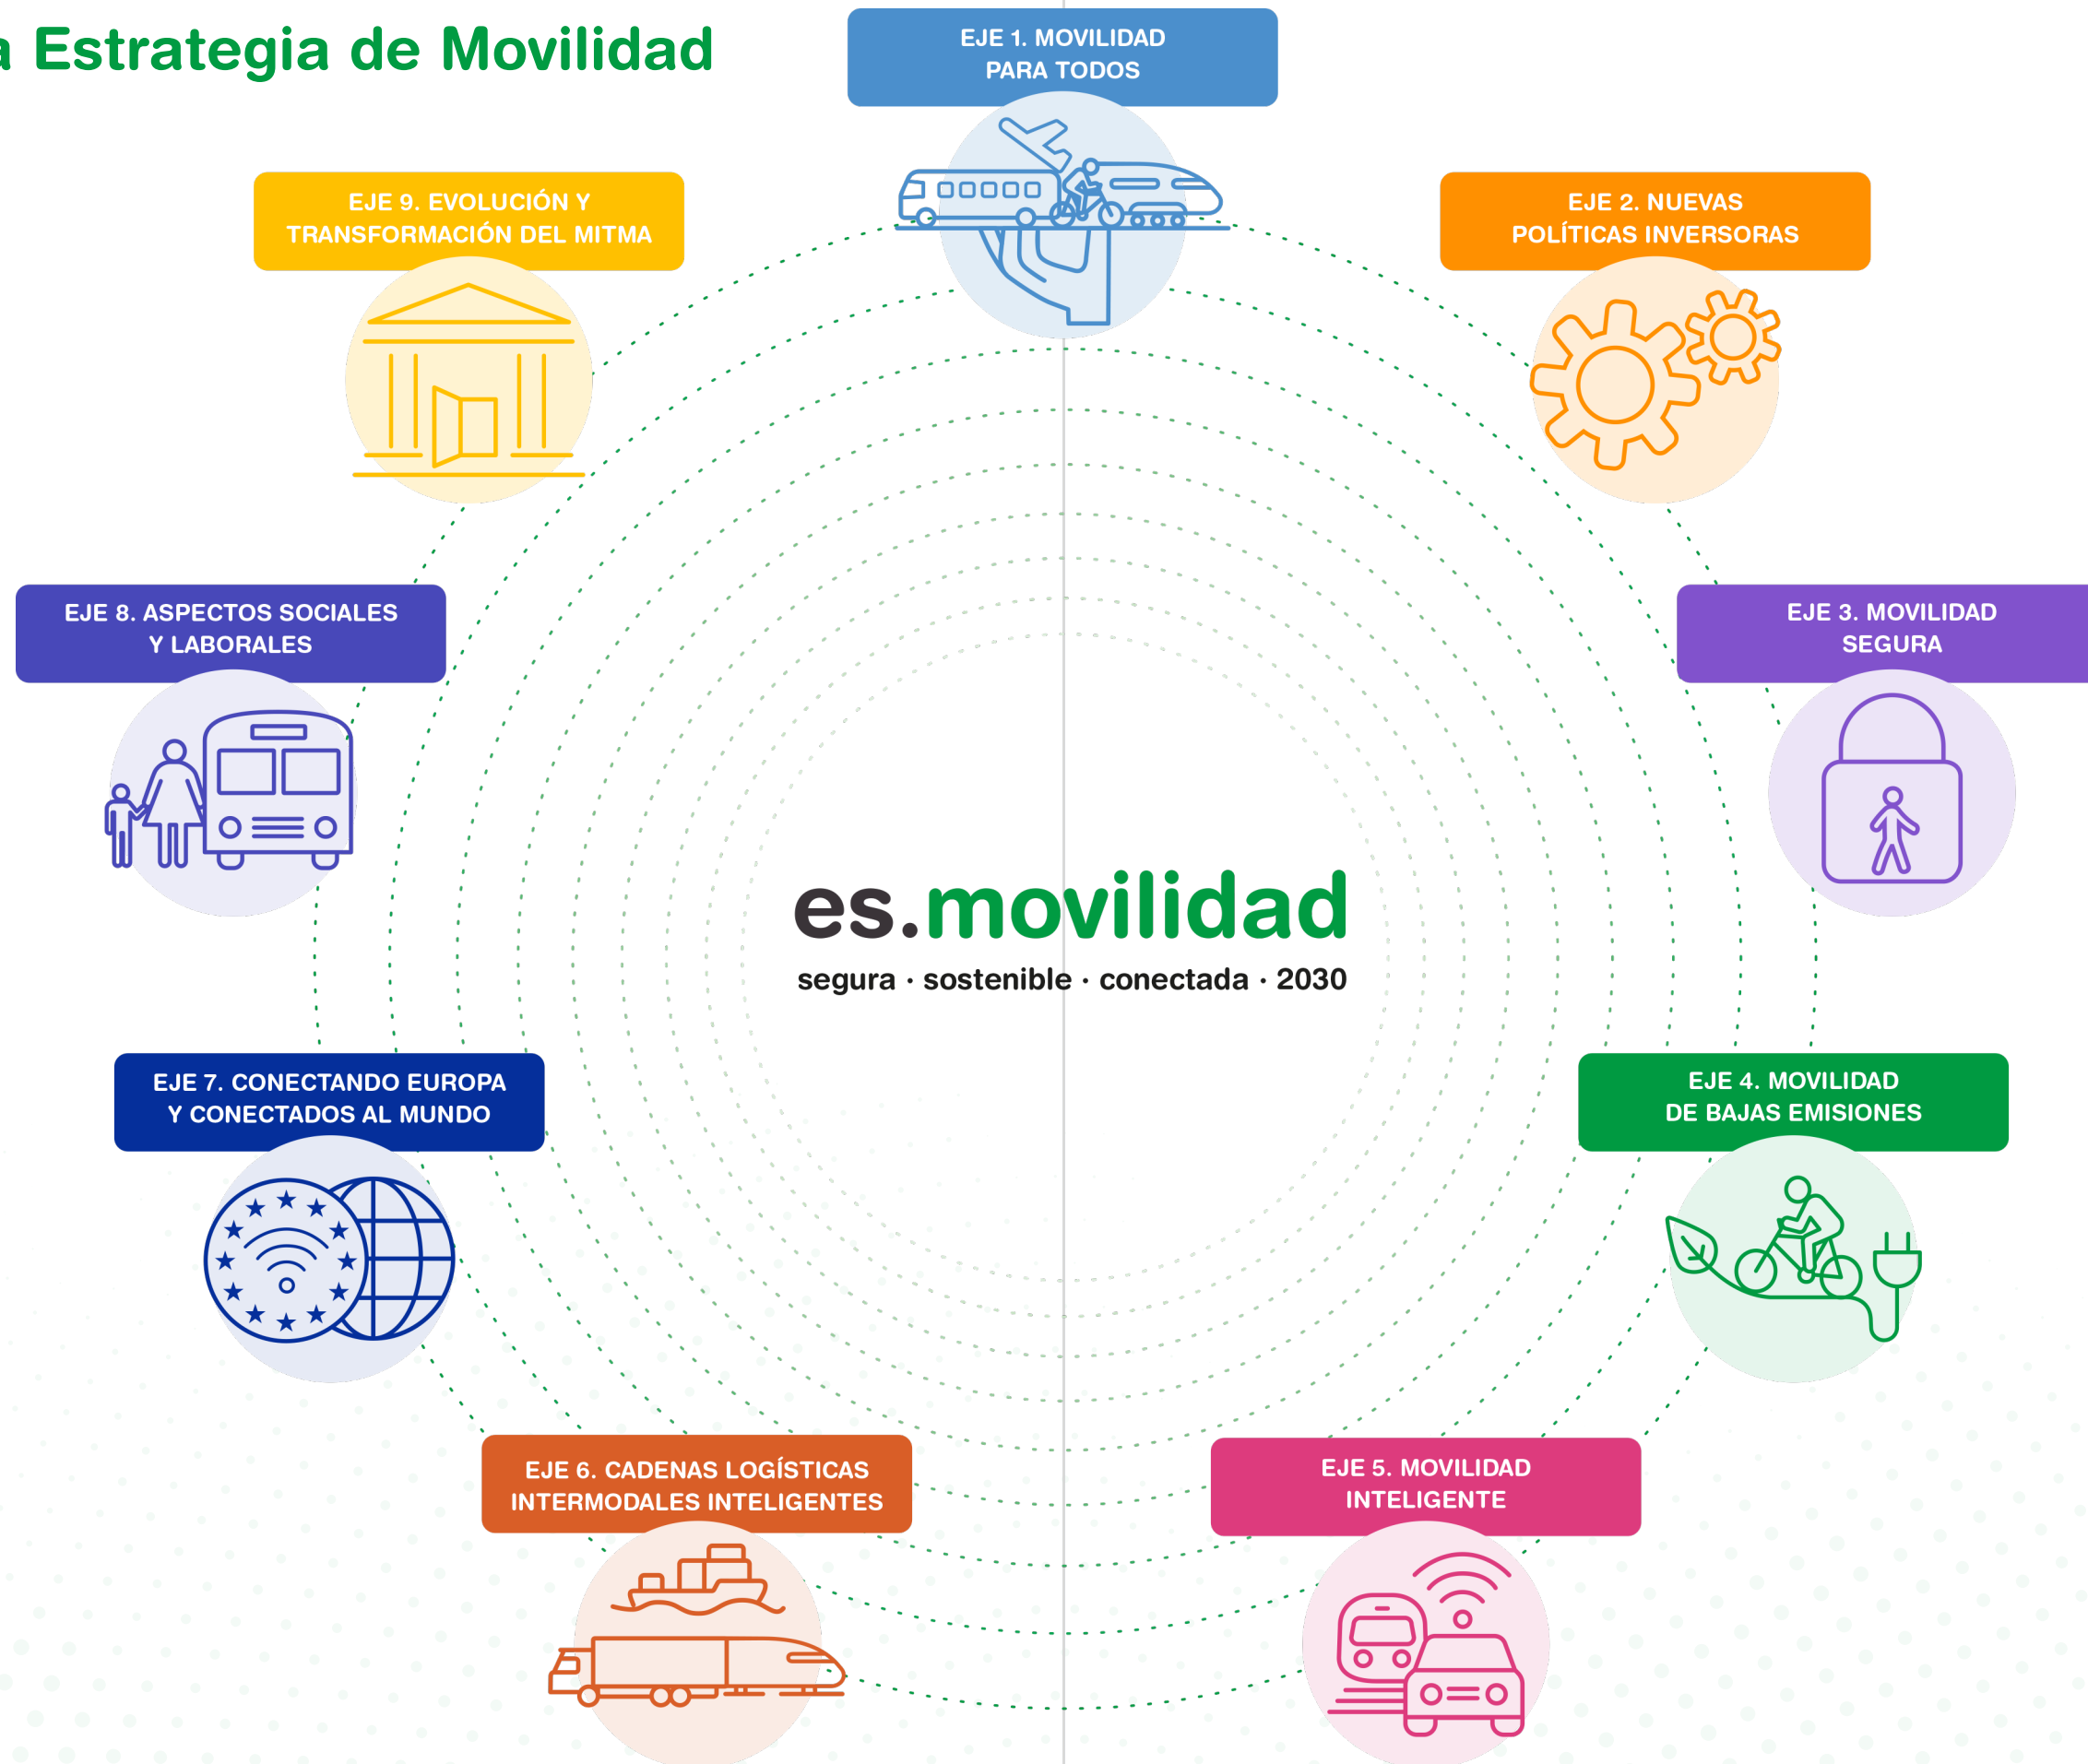 a Estrategia de Movilidad
EJE 1. MOVILIDAD
PARA TODOS
EJE 2. NUEVAS
POLÍTICAS INVERSORAS
EJE 3. MOVILIDAD
SEGURA
EJE 4. MOVILIDAD
DE BAJAS EMISIONES
EJE 5. MOVILIDAD
INTELIGENTE
EJE 6. CADENAS LOGÍSTICAS
INTERMODALES INTELIGENTES
EJE 7. CONECTANDO EUROPA
Y CONECTADOS AL MUNDO
EJE 8. ASPECTOS SOCIALES
Y LABORALES
EJE 9. EVOLUCIÓN Y
TRANSFORMACIÓN DEL MITMA
es.movilidad
segura · sostenible · conectada · 2030